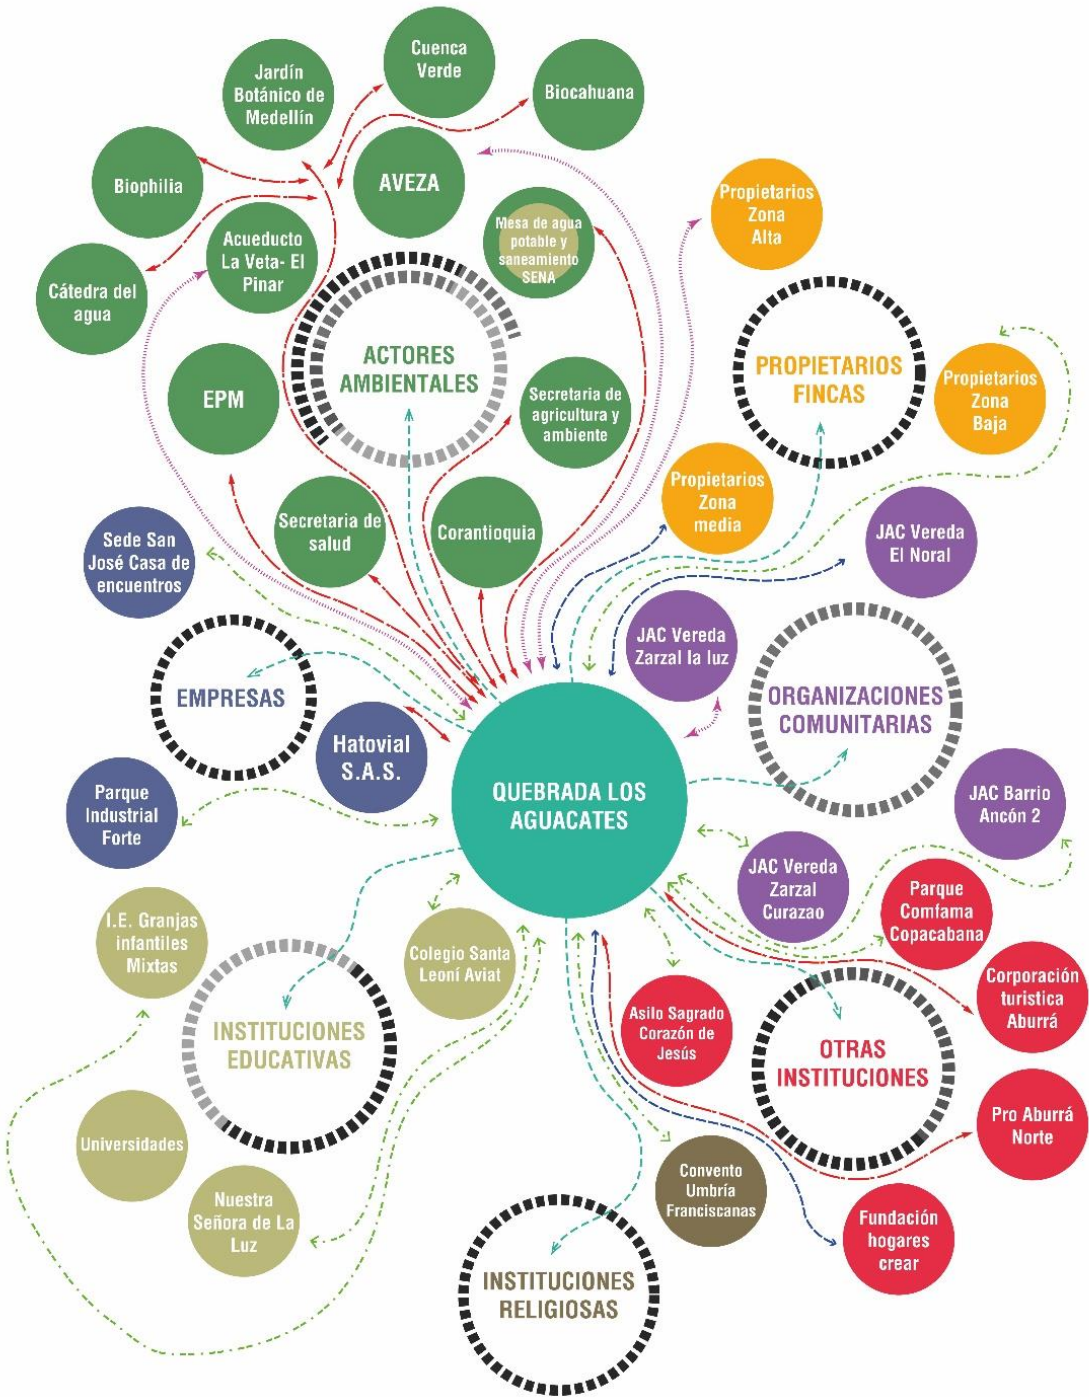 Cuenca
Verde
Jardín
Botánico de
Medellín
Biocahuana
Biophilia
AVEZA
Propietarios
Zona
Alta
Mesa de agua
potable y
saneamiento
SENA
Acueducto
La Veta- El
Pinar
Cátedra del
agua
ACTORES
AMBIENTALES
PROPIETARIOS
FINCAS
EPM
Secretaria de
agricultura y
ambiente
Propietarios
Zona
Baja
Propietarios
Zona
media
Secretaria de
salud
Corantioquia
JAC Vereda
El Noral
Sede San
José Casa de
encuentros
JAC Vereda
Zarzal la luz
EMPRESAS
ORGANIZACIONES
COMUNITARIAS
Hatovial
S.A.S.
QUEBRADA LOS
AGUACATES
Parque
Industrial
Forte
JAC Barrio
Ancón 2
JAC Vereda
Zarzal
Curazao
Parque
Comfama
Copacabana
I.E. Granjas
infantiles
Mixtas
Colegio Santa
Leoní Aviat
Corporación
turistica
Aburrá
Asilo Sagrado
Corazón de
Jesús
INSTITUCIONES
EDUCATIVAS
OTRAS
INSTITUCIONES
Pro Aburrá
Norte
Universidades
Convento
Umbría
Franciscanas
Nuestra
Señora de La
Luz
Fundación
hogares
crear
INSTITUCIONES
RELIGIOSAS